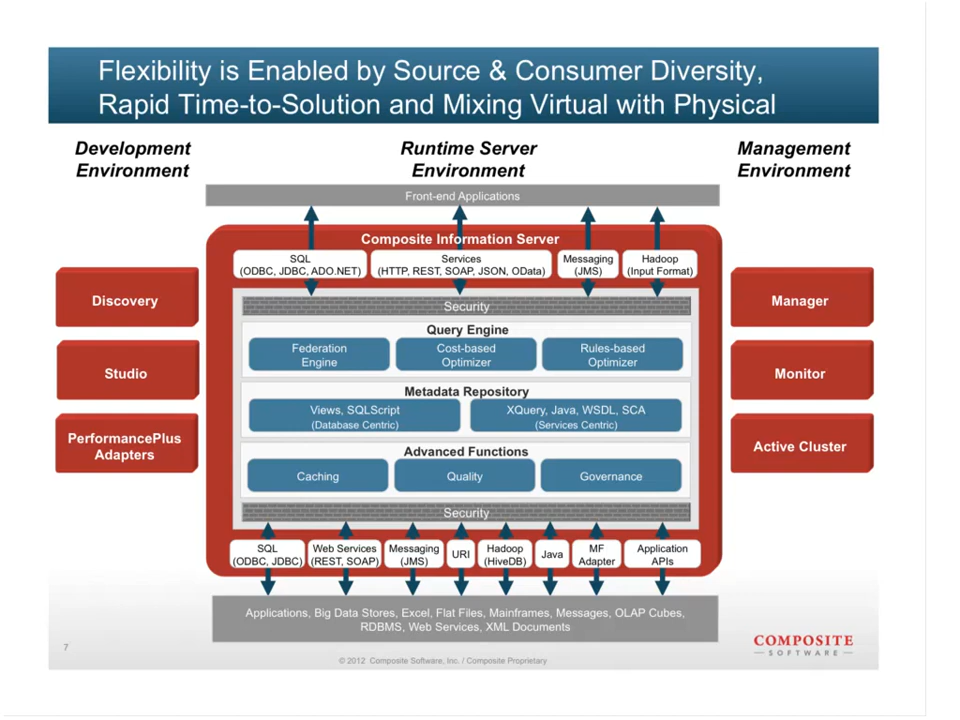 Flexibility is Enabled by Source & Consumer Diversity,
Rapid Time-to-Solution and Mixing Virtual with Physical
Development
Environment
Runtime Server
Environment
Management
Environment
Front-end Applications
Composite Information Server
SQL
(ODBC, JDBC, ADO.NET)
Services
(HTTP, REST, SOAP, JSON, OData)
Messaging
(JMS)
Hadoop
(Input Format)
Discovery
Studio
PerformancePlus
Adapters
Security
Query Engine
Federation
Engine
Cost-based
Optimizer
Rules-based
Optimizer
Metadata Repository
Views, SQLScript
(Database Centric)
XQuery, Java, WSDL, SCA
(Services Centric)
Advanced Functions
Caching
Quality
Governance
Security
Manager
Monitor
Active Cluster
SQL
(ODBC, JDBC)
Web Services
(REST, SOAP)
Messaging
(JMS)
URI
Hadoop
(HiveDB)
Java
MF
Adapter
Application
APIs
Applications, Big Data Stores, Excel, Flat Files, Mainframes, Messages, OLAP Cubes,
RDBMS, Web Services, XML Documents
7
© 2012 Composite Software, Inc. / Composite Proprietary
COMPOSITE
SOFTWARE